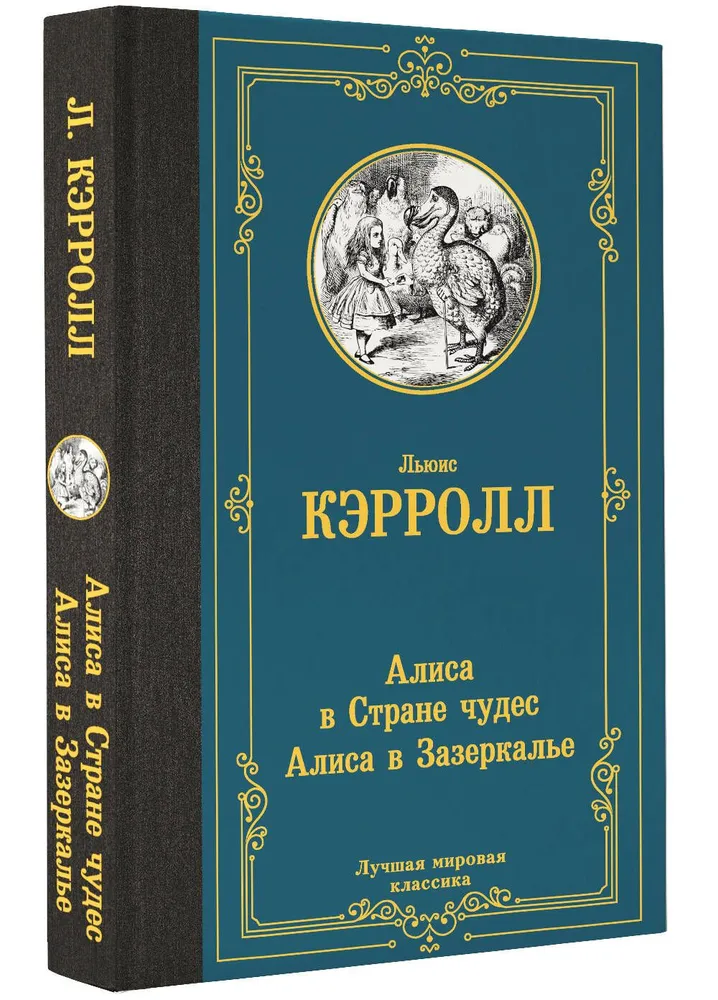 Л. КЭРРОЛЛ
Алиса в Стране чудес
Алиса в Зазеркалье
Льюис
КЭРРОЛЛ
Алиса
в Стране чудес
Алиса в Зазеркалье
Лучшая мировая
классика